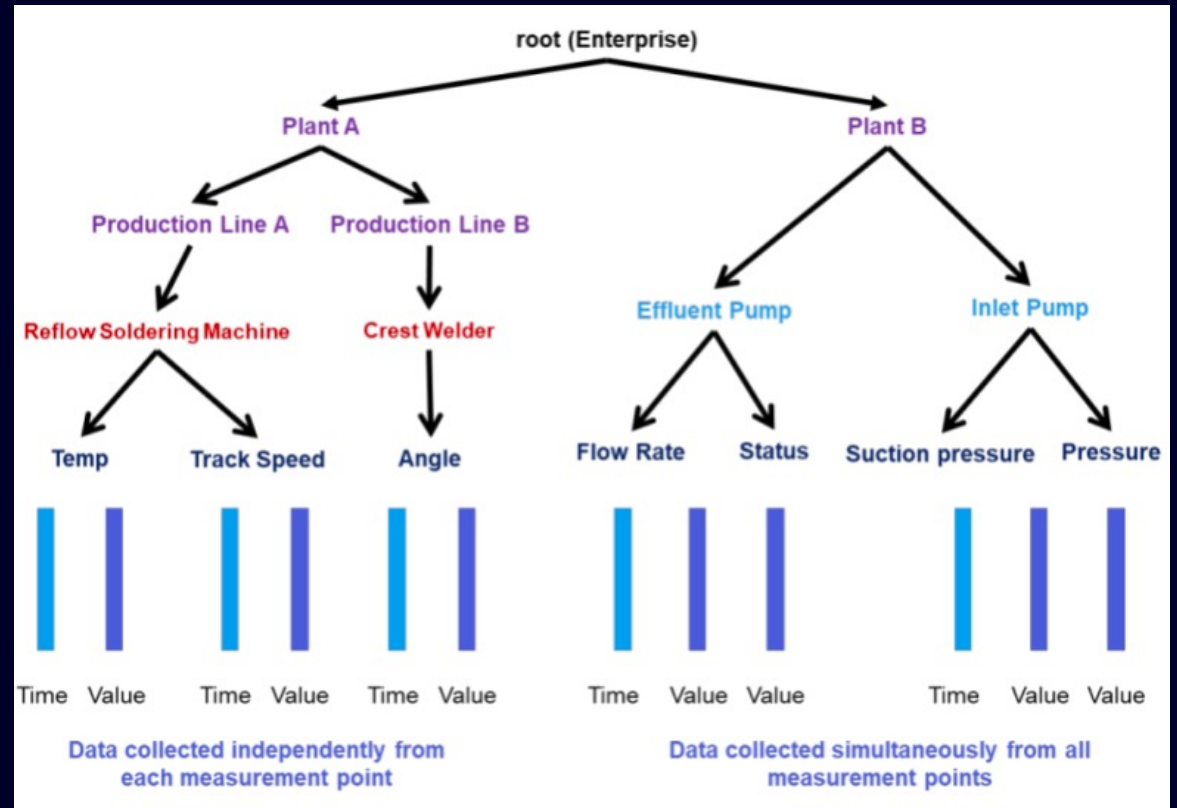 root (Enterprise)
Plant A
Plant B
Production Line A
Production Line B
Effluent Pump
Inlet Pump
Reflow Soldering Machine
Crest Welder
Temp
Track Speed
Angle
Flow Rate
Status
Suction pressure
Pressure
Time Value Time Value Time Value Time Value Value Time Value Value
Data collected independently from
each measurement point
Data collected simultaneously from all
measurement points